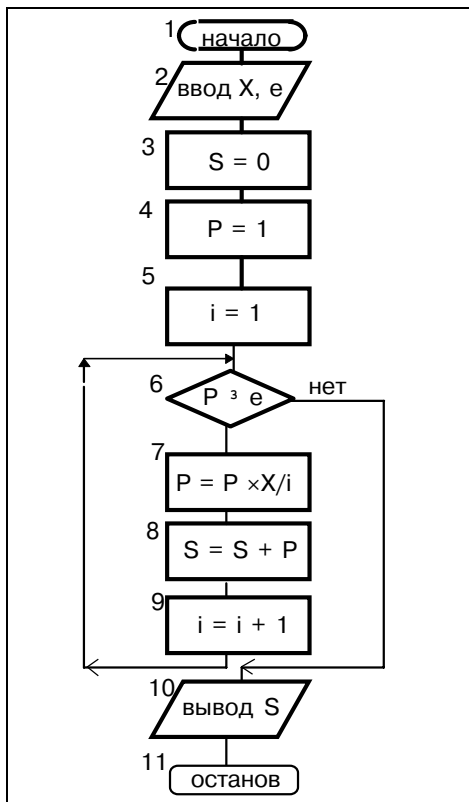 1 начало
2 ввод X, e
3 S = 0
4 P = 1
5 i = 1
6 P ³ e нет
7 P = P ×X/i
8 S = S + P
9 i = i + 1
10 вывод S
11 останов